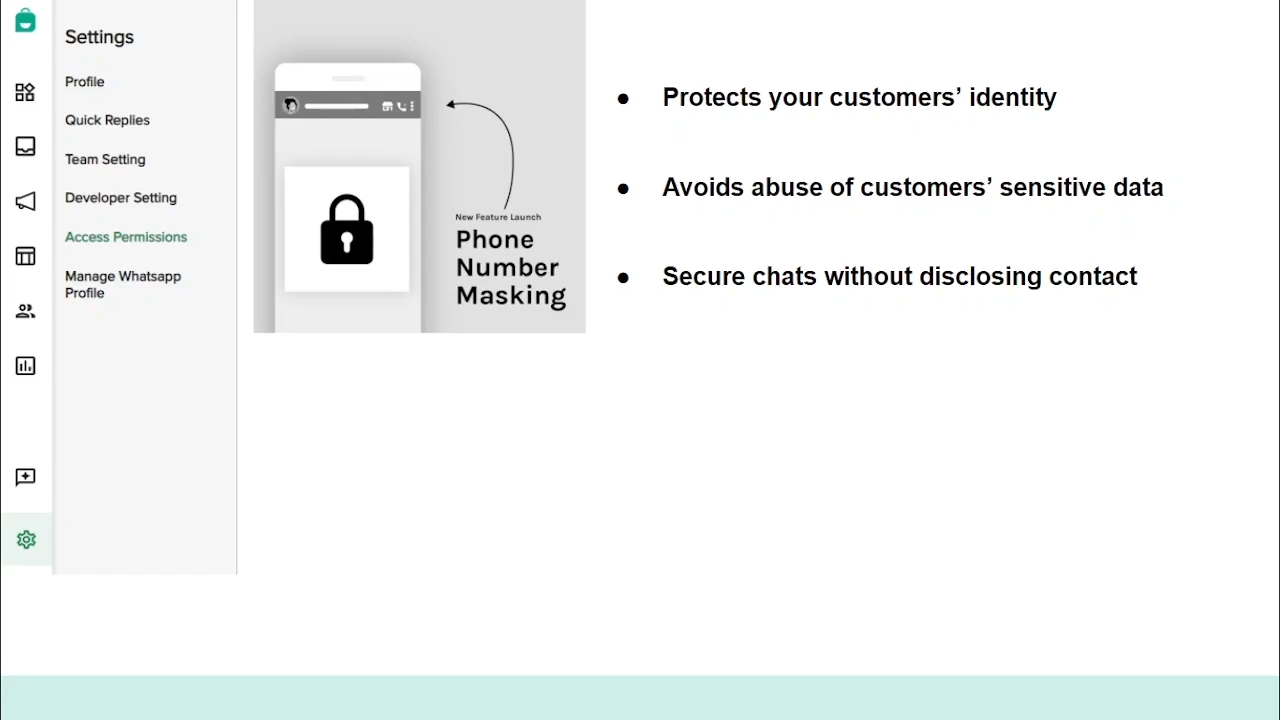 Settings
Profile
Quick Replies
Team Setting
Developer Setting
Access Permissions
Manage Whatsapp
Profile
New Feature Launch
Phone
Number
Masking
● Protects your customers’ identity
● Avoids abuse of customers’ sensitive data
● Secure chats without disclosing contact